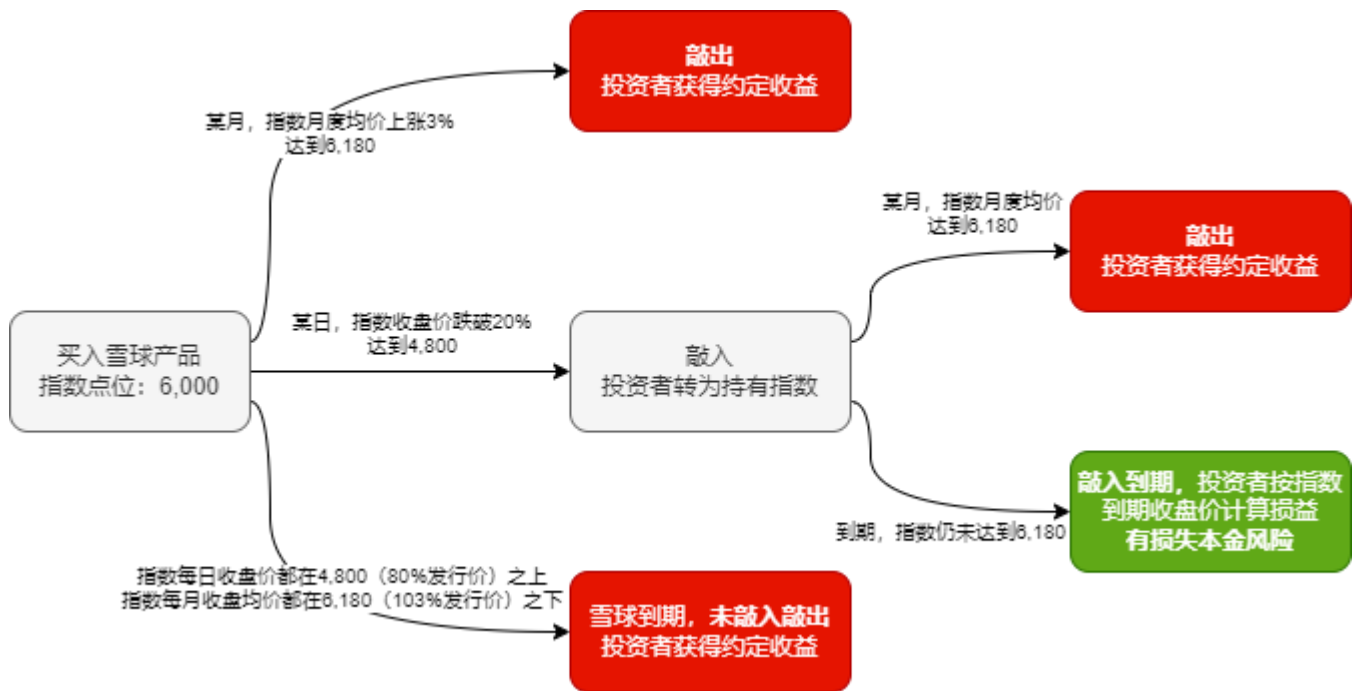 敲出
投资者获得约定收益
某月，指数月度均价上涨3%
达到6,180
某月，指数月度均价
达到6,180
敲出
投资者获得约定收益
买入雪球产品
指数点位：6,000
某日，指数收盘价跌破20%
达到4,800
敲入
投资者转为持有指数
敲入到期，投资者按指数
到期收盘价计算损益
有损失本金风险
到期，指数仍未达到6,180
指数每日收盘价都在4,800（80%发行价）之上
指数每月收盘均价都在6,180（103%发行价）之下
雪球到期，未敲入敲出
投资者获得约定收益